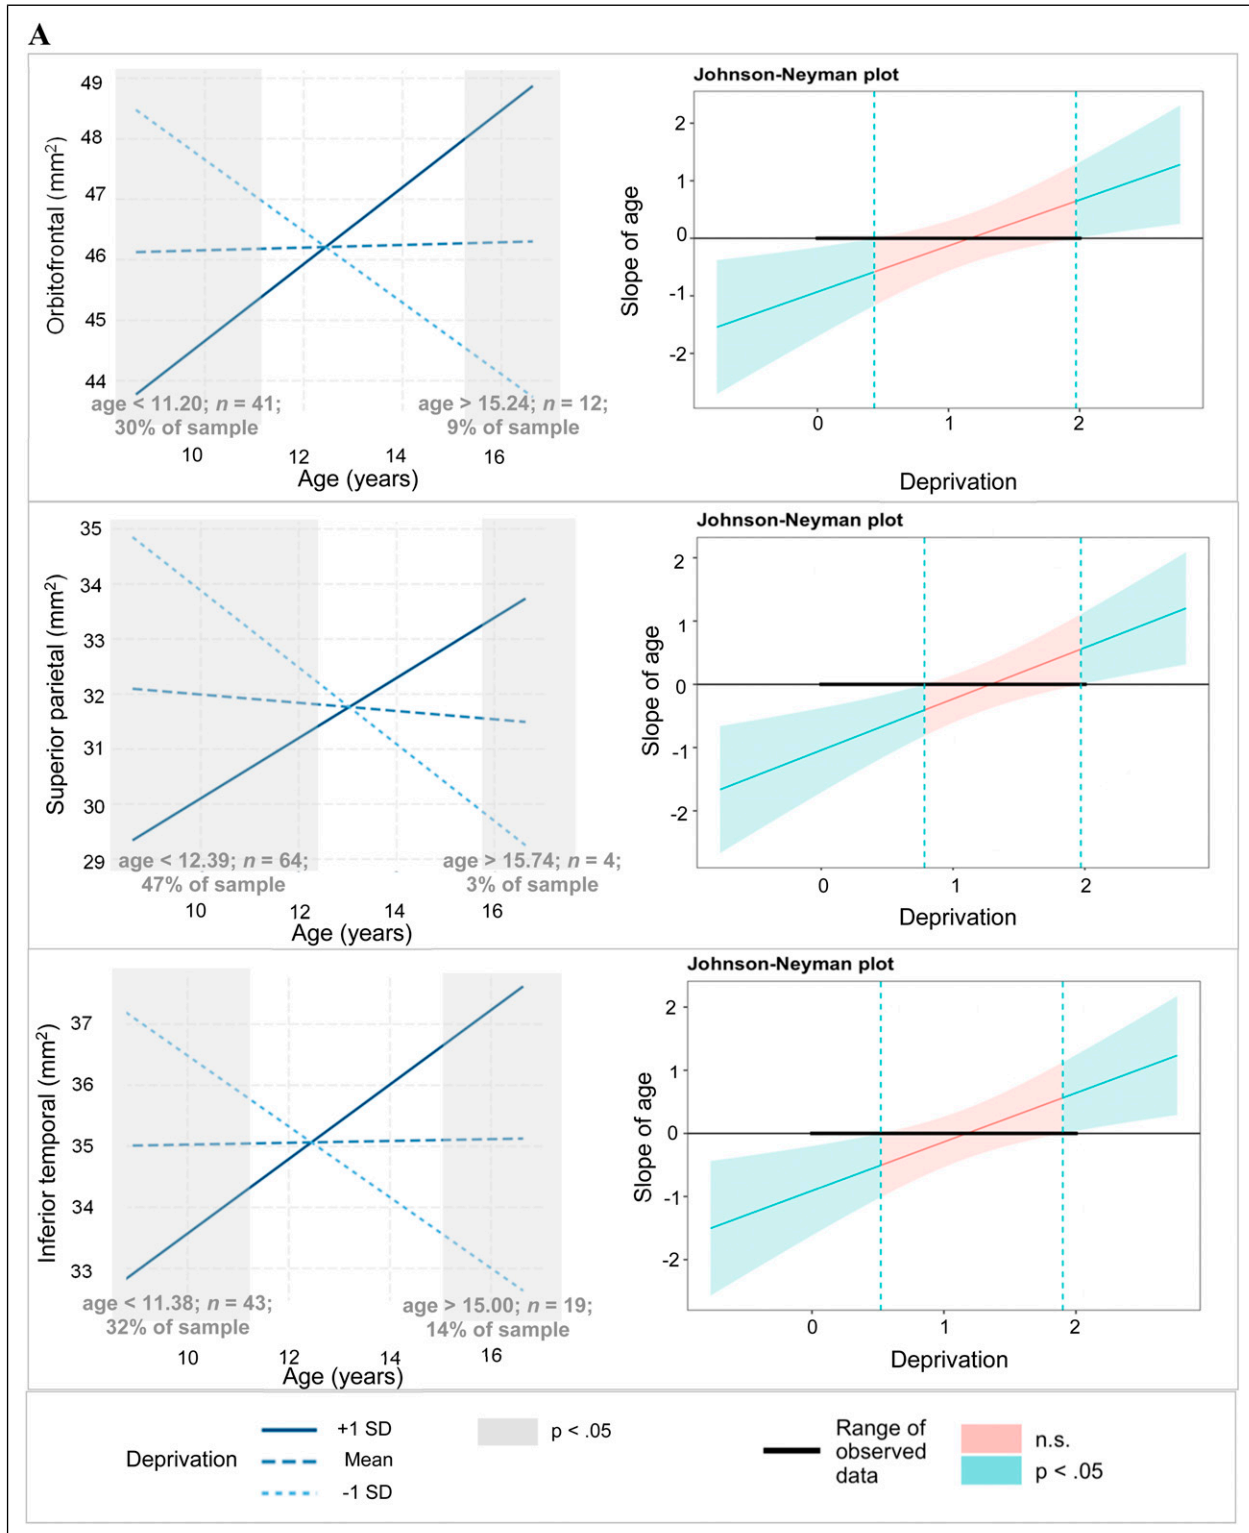 A
Johnson-Neyman plot
Orbitofrontal (mm²)
49
48
47
46
45
44
age < 11.20; n = 41;
30% of sample
age > 15.24; n = 12;
9% of sample
10 12 14 16
Age (years)
Slope of age
2
1
0
-1
-2
0 1 2
Deprivation
Johnson-Neyman plot
Superior parietal (mm²)
35
34
33
32
31
30
29
age < 12.39; n = 64;
47% of sample
age > 15.74; n = 4;
3% of sample
10 12 14 16
Age (years)
Slope of age
2
1
0
-1
-2
0 1 2
Deprivation
Johnson-Neyman plot
Inferior temporal (mm²)
37
36
35
34
33
age < 11.38; n = 43;
32% of sample
age > 15.00; n = 19;
14% of sample
10 12 14 16
Age (years)
Slope of age
2
1
0
-1
-2
0 1 2
Deprivation
Deprivation
+1 SD
Mean
-1 SD
p < .05
Range of
observed
data
n.s.
p < .05